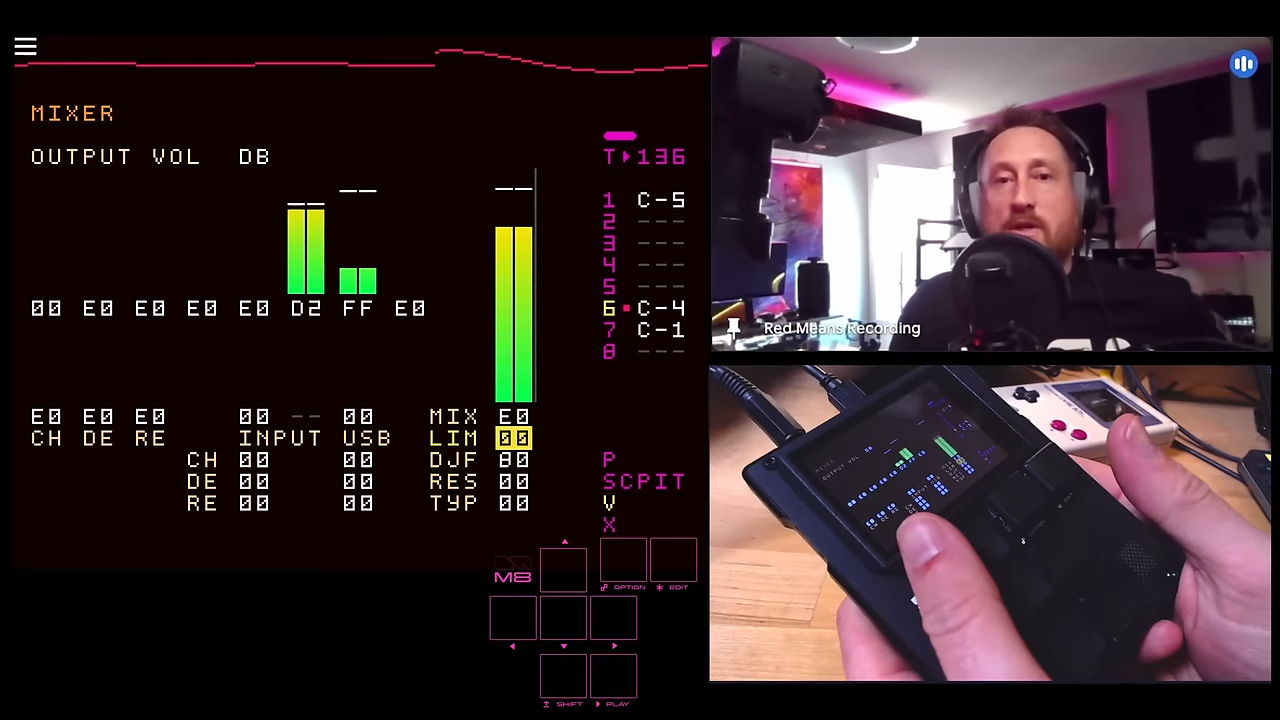 MIXER
OUTPUT VOL DB
T 136
1 C-5
2 ---
3 ---
4 ---
5 ---
00 E0 E0 E0 E0 D2 FF E0
6 C-4
7 C-1
8 ---
E0 E0 E0 00 -- 00 MIX E0
CH DE RE INPUT USB LIM 00
CH 00 00 DJF 80
DE 00 00 RES 00
RE 00 00 TYP 00
P
SCPIT
V
X
M8
OPTION EDIT
SHIFT PLAY
Red Means Recording